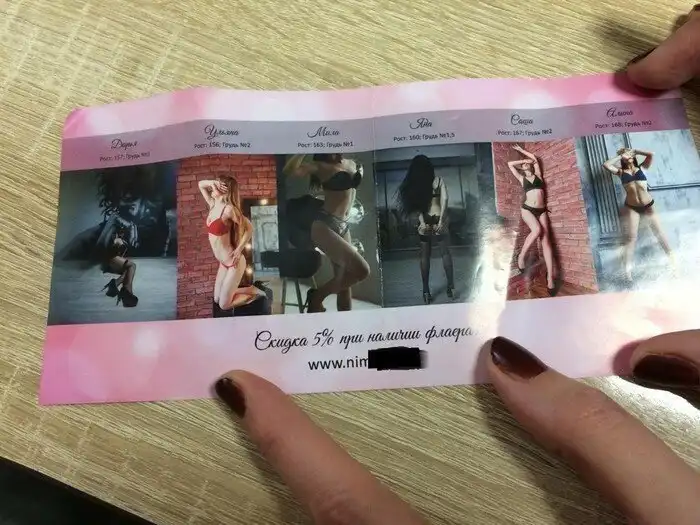 Дарья
Рост: 157; Грудь №2
Ульяна
Рост: 156; Грудь №2
Мила
Рост: 163; Грудь №1
Яна
Рост: 160; Грудь №1,5
Саша
Рост: 167; Грудь №2
Алина
Рост: 168; Грудь №2
Скидка 5% при наличии флаера
www.nim